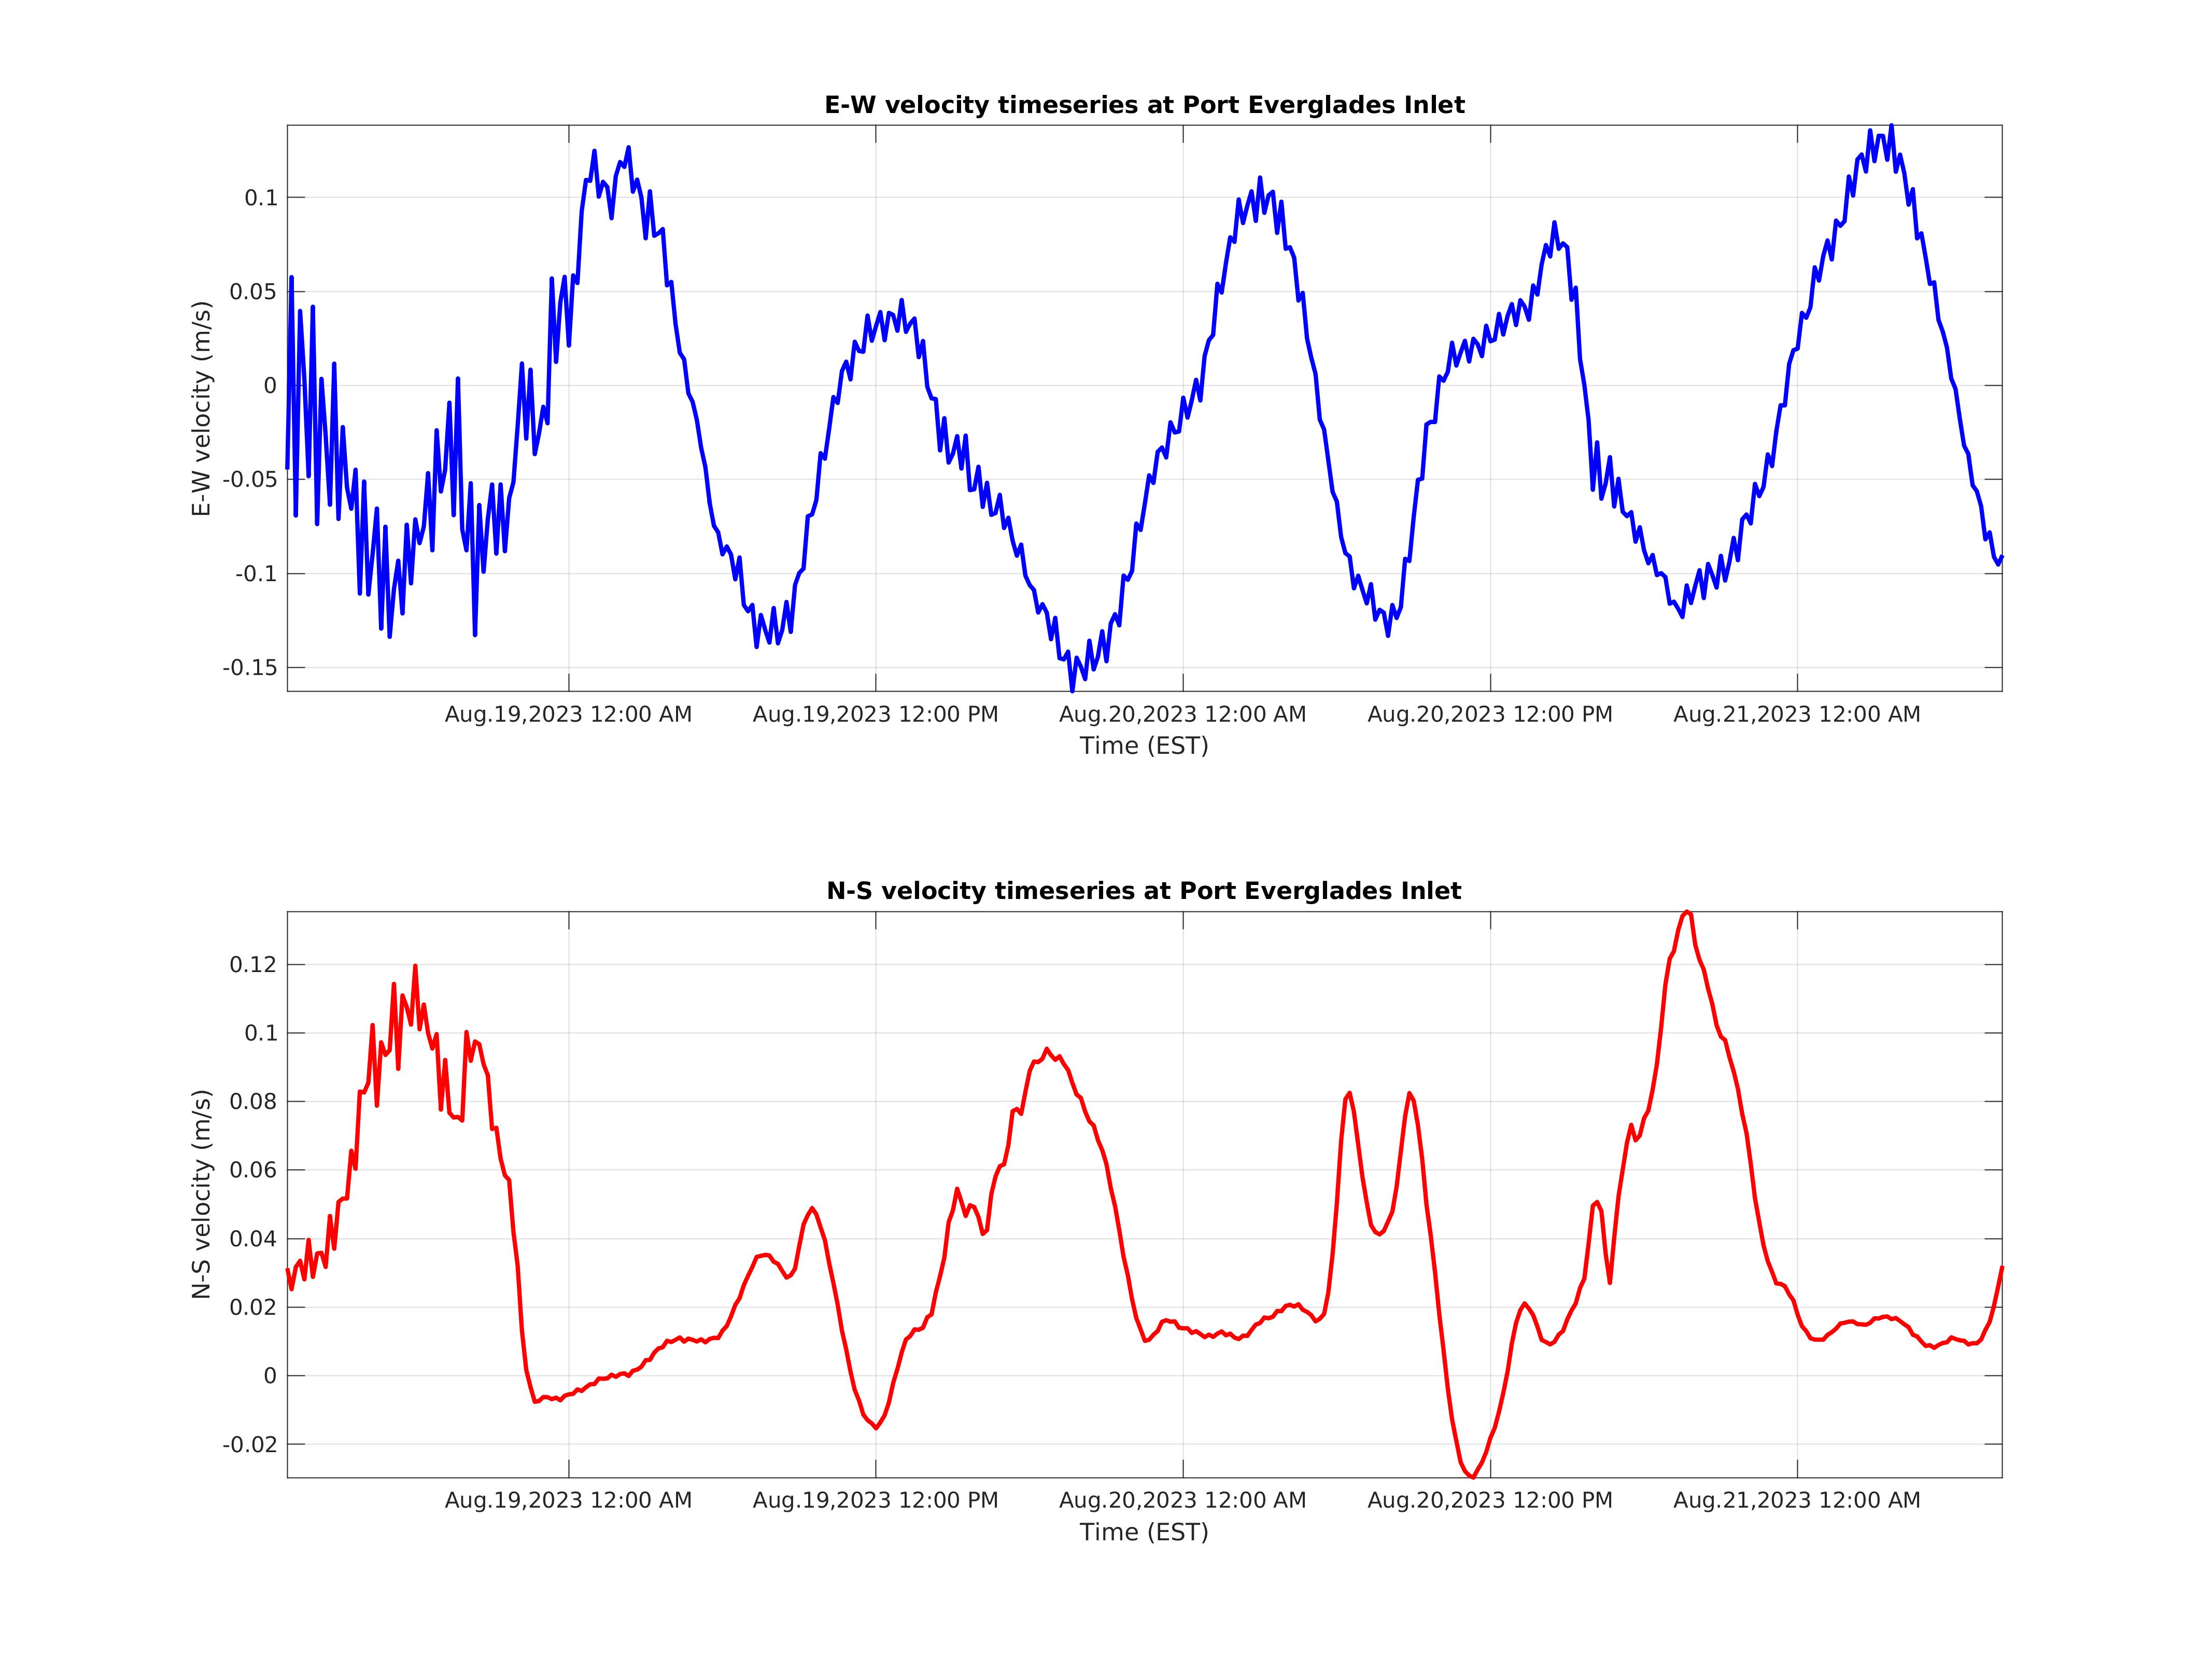 E-W velocity timeseries at Port Everglades Inlet
E-W velocity (m/s)
0.1
0.05
0
-0.05
-0.1
-0.15
Aug.19,2023 12:00 AM Aug.19,2023 12:00 PM Aug.20,2023 12:00 AM Aug.20,2023 12:00 PM Aug.21,2023 12:00 AM
Time (EST)
N-S velocity timeseries at Port Everglades Inlet
N-S velocity (m/s)
0.12
0.1
0.08
0.06
0.04
0.02
0
-0.02
Aug.19,2023 12:00 AM Aug.19,2023 12:00 PM Aug.20,2023 12:00 AM Aug.20,2023 12:00 PM Aug.21,2023 12:00 AM
Time (EST)